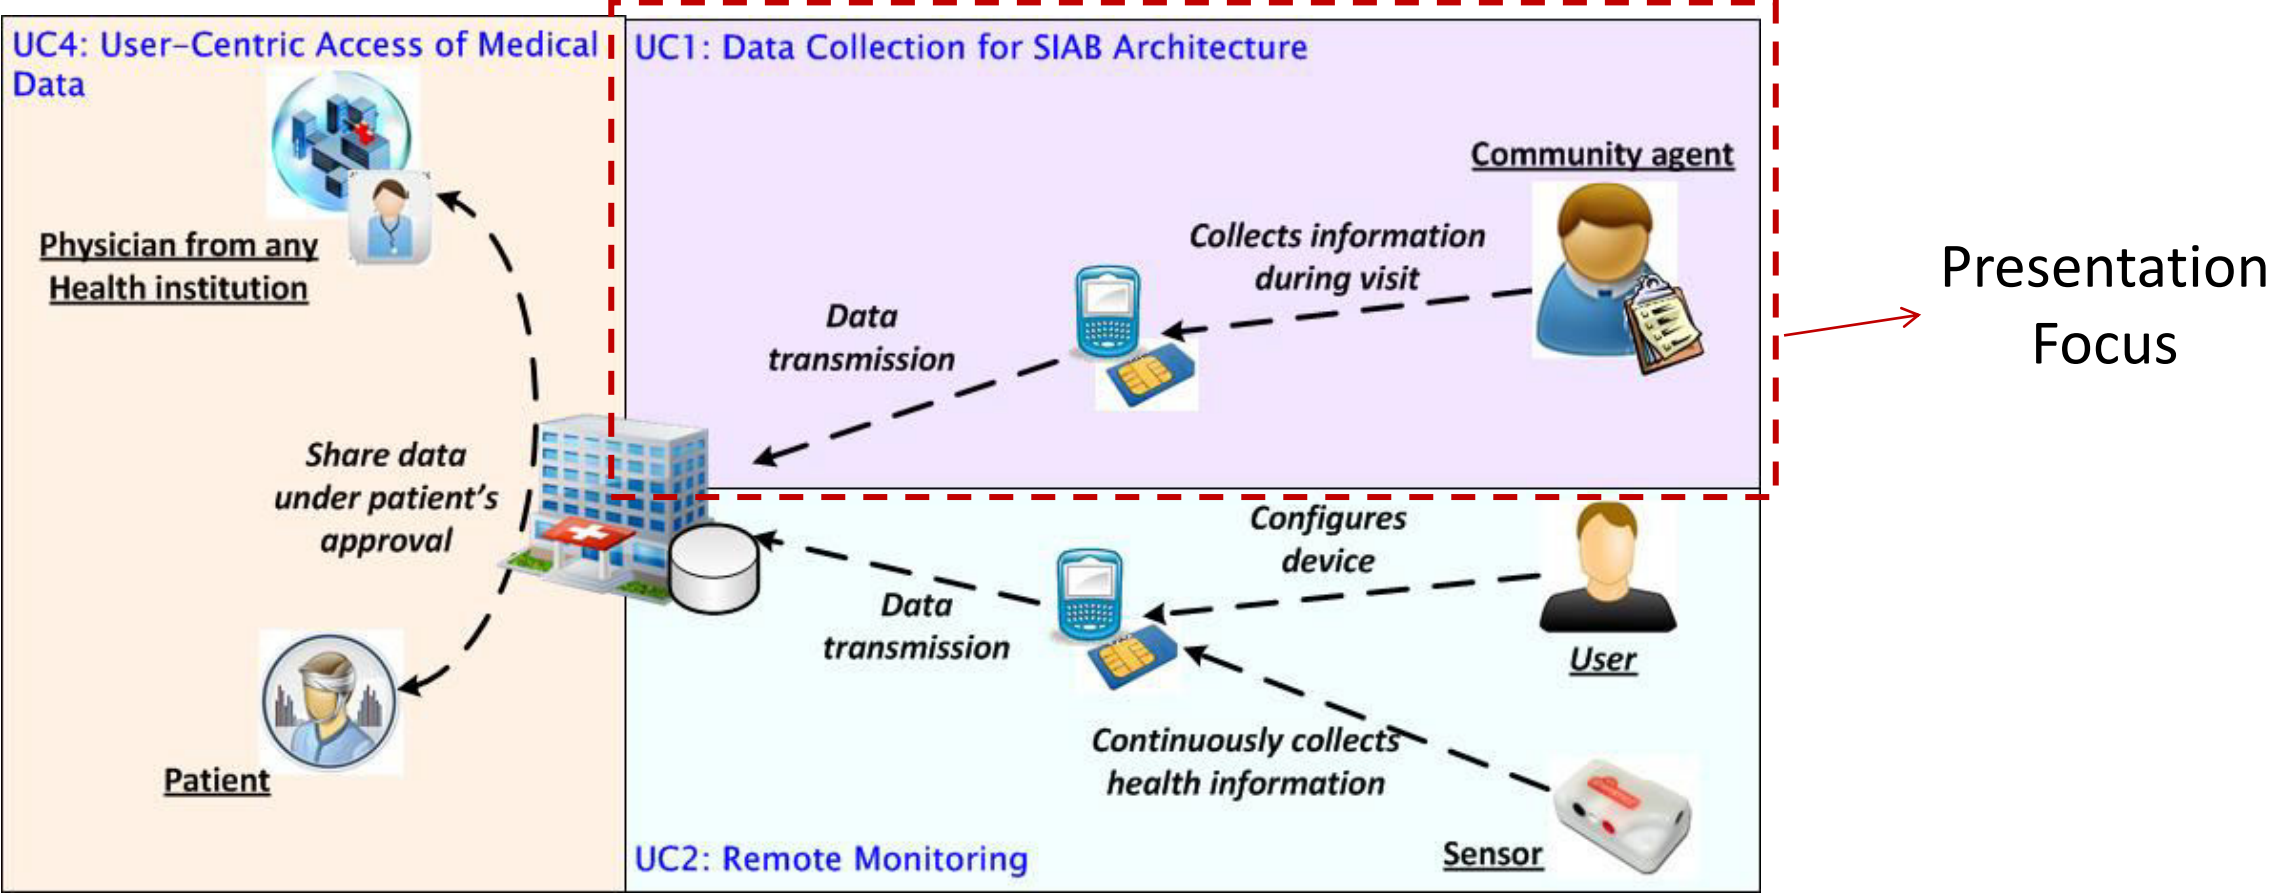 UC4: User-Centric Access of Medical
Data
Physician from any
Health institution
Share data
under patient's
approval
Patient
UC1: Data Collection for SIAB Architecture
Community agent
Collects information
during visit
Data
transmission
Configures
device
Data
transmission
User
Continuously collects
health information
Sensor
UC2: Remote Monitoring
Presentation
Focus